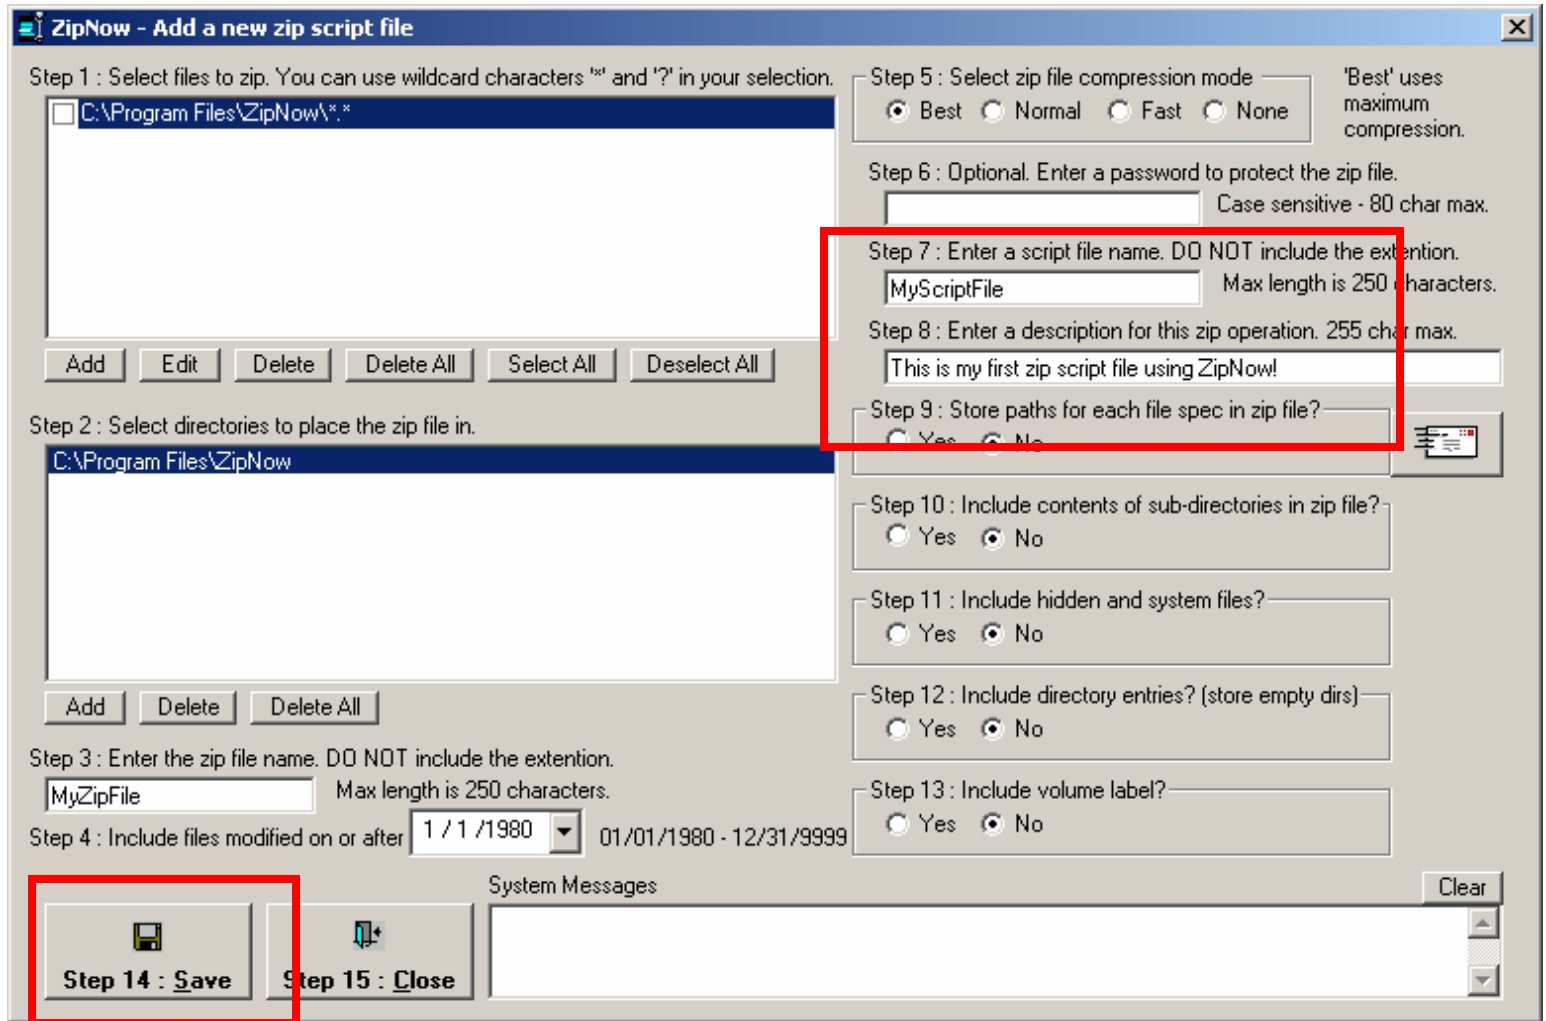 ZipNow - Add a new zip script file
Step 1 : Select files to zip. You can use wildcard characters '*' and '?' in your selection.
C:\Program Files\ZipNow\*.*
Add Edit Delete Delete All Select All Deselect All
Step 2 : Select directories to place the zip file in.
C:\Program Files\ZipNow
Add Delete Delete All
Step 3 : Enter the zip file name. DO NOT include the extention.
MyZipFile Max length is 250 characters.
Step 4 : Include files modified on or after 1 / 1 /1980 01/01/1980 - 12/31/9999
Step 14 : Save Step 15 : Close
Step 5 : Select zip file compression mode
Best Normal Fast None
'Best' uses
maximum
compression.
Step 6 : Optional. Enter a password to protect the zip file.
Case sensitive - 80 char max.
Step 7 : Enter a script file name. DO NOT include the extention.
MyScriptFile Max length is 250 characters.
Step 8 : Enter a description for this zip operation. 255 char max.
This is my first zip script file using ZipNow!
Step 9 : Store paths for each file spec in zip file?
Yes No
Step 10 : Include contents of sub-directories in zip file?
Yes No
Step 11 : Include hidden and system files?
Yes No
Step 12 : Include directory entries? (store empty dirs)
Yes No
Step 13 : Include volume label?
Yes No
System Messages Clear